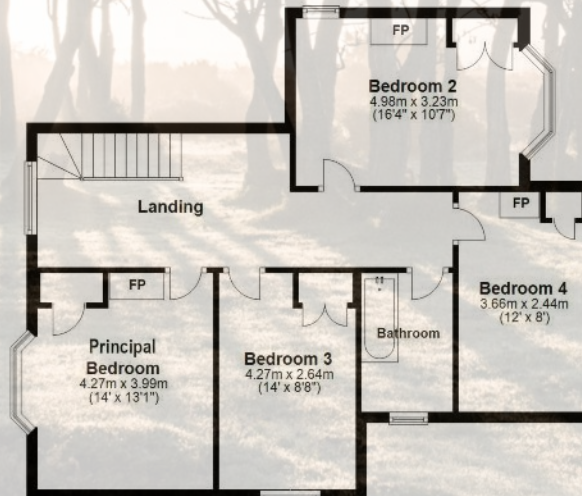 FP
Bedroom 2
4.98m x 3.23m
(16'4" x 10'7")
Landing
FP
FP
Principal
Bedroom
4.27m x 3.99m
(14' x 13'1")
Bedroom 3
4.27m x 2.64m
(14' x 8'8")
Bathroom
Bedroom 4
3.66m x 2.44m
(12' x 8')